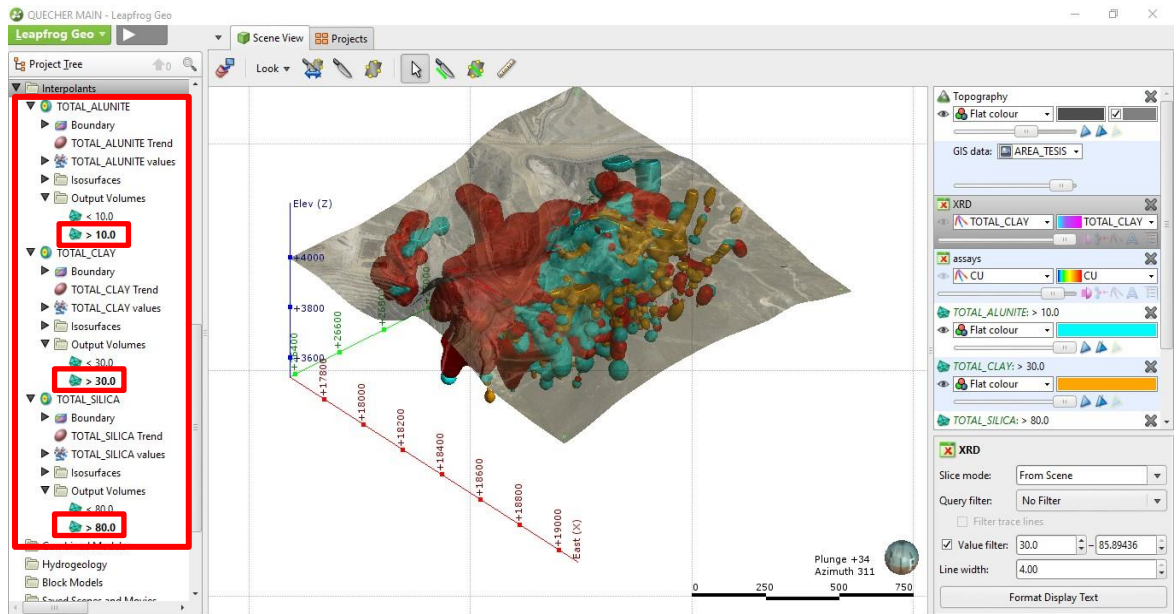 QUECHER MAIN - Leapfrog Geo
Leapfrog Geo
Scene View
Projects
Project Tree
0
Look
Interpolants
TOTAL_ALUNITE
Boundary
TOTAL_ALUNITE Trend
TOTAL_ALUNITE values
Isosurfaces
Output Volumes
< 10.0
> 10.0
TOTAL_CLAY
Boundary
TOTAL_CLAY Trend
TOTAL_CLAY values
Isosurfaces
Output Volumes
< 30.0
> 30.0
TOTAL_SILICA
Boundary
TOTAL_SILICA Trend
TOTAL_SILICA values
Isosurfaces
Output Volumes
< 80.0
> 80.0
Hydrogeology
Block Models
Saved Scenes and Movies
Elev (Z)
+4000
+3800
+3600
+26600
+17800
+18000
+18200
+18400
+18600
+18800
+19000
East (X)
Plunge +34
Azimuth 311
0 250 500 750
Topography
Flat colour
GIS data: AREA_TESIS
XRD
TOTAL_CLAY TOTAL_CLAY
assays
CU CU
TOTAL_ALUNITE: > 10.0
Flat colour
TOTAL_CLAY: > 30.0
Flat colour
TOTAL_SILICA: > 80.0
XRD
Slice mode: From Scene
Query filter: No Filter
Filter trace lines
Value filter: 30.0 - 85.89436
Line width: 4.00
Format Display Text